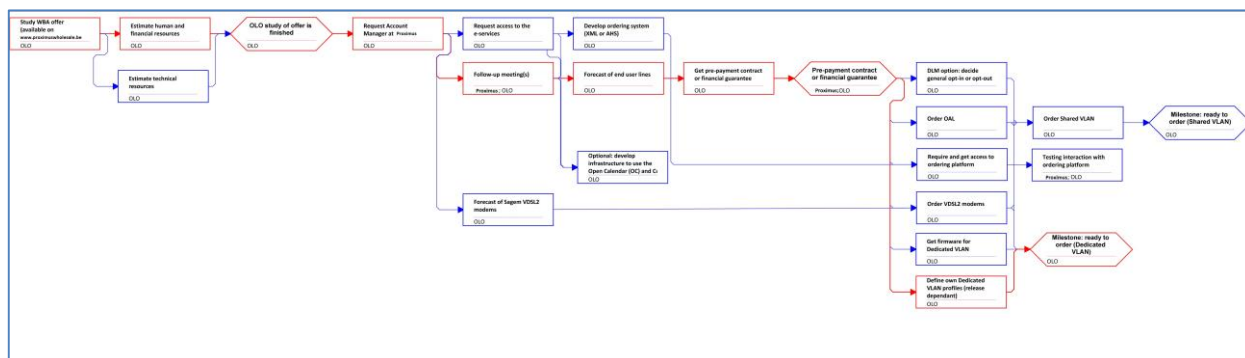 Study WBA offer
(available on
www.proximuswholesale.be
OLO
Estimate human and
financial resources
OLO
OLO study of offer is
finished
OLO
Request Account
Manager at Proximus
OLO
Request access to the
e-services
OLO
Develop ordering system
(XML or AHS)
OLO
Estimate technical
resources
OLO
Follow-up meeting(s)
Proximus ; OLO
Forecast of end user lines
OLO
Get pre-payment contract
or financial guarantee
OLO
Pre-payment contract
or financial guarantee
Proximus;OLO
DLM option: decide
general opt-in or opt-out
OLO
Order OAL
OLO
Order Shared VLAN
OLO
Milestone: ready to
order (Shared VLAN)
OLO
Optional: develop
infrastructure to use the
Open Calendar (OC) and C
OLO
Require and get access to
ordering platform
OLO
Testing interaction with
ordering platform
Proximus; OLO
Forecast of Sagem VDSL2
modems
OLO
Order VDSL2 modems
OLO
Get firmware for
Dedicated VLAN
OLO
Milestone: ready to
order (Dedicated
VLAN)
OLO
Define own Dedicated
VLAN profiles (release
dependant)
OLO